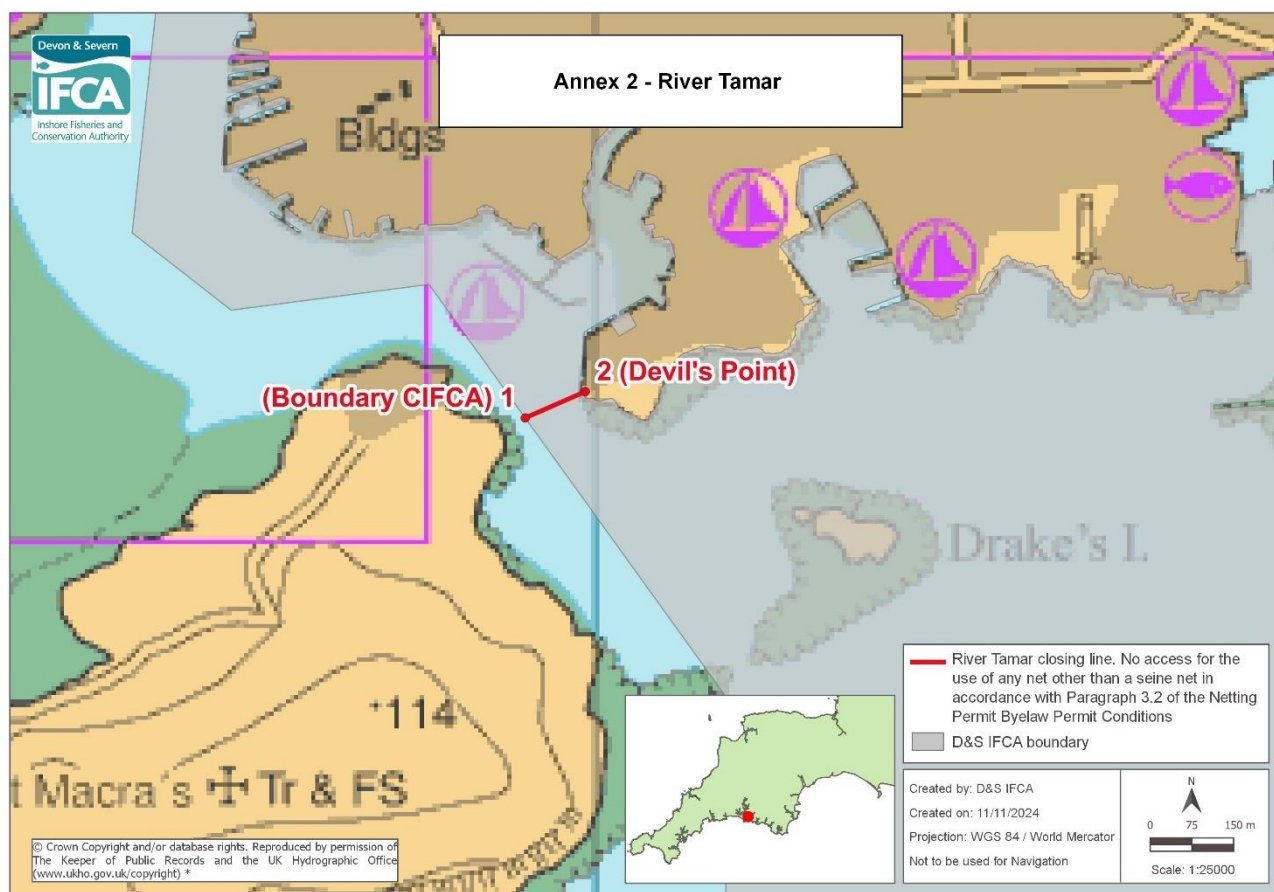 Devon & Severn
IFCA
Inshore Fisheries and
Conservation Authority
Annex 2 - River Tamar
Bldgs
2 (Devil's Point)
(Boundary CIFCA) 1
Drake's I.
114
t Macra's
Tr & FS
River Tamar closing line. No access for the
use of any net other than a seine net in
accordance with Paragraph 3.2 of the Netting
Permit Byelaw Permit Conditions
D&S IFCA boundary
Created by: D&S IFCA
Created on: 11/11/2024
Projection: WGS 84 / World Mercator
Not to be used for Navigation
N
0 75 150 m
Scale: 1:25000
© Crown Copyright and/or database rights. Reproduced by permission of
The Keeper of Public Records and the UK Hydrographic Office
(www.ukho.gov.uk/copyright) *